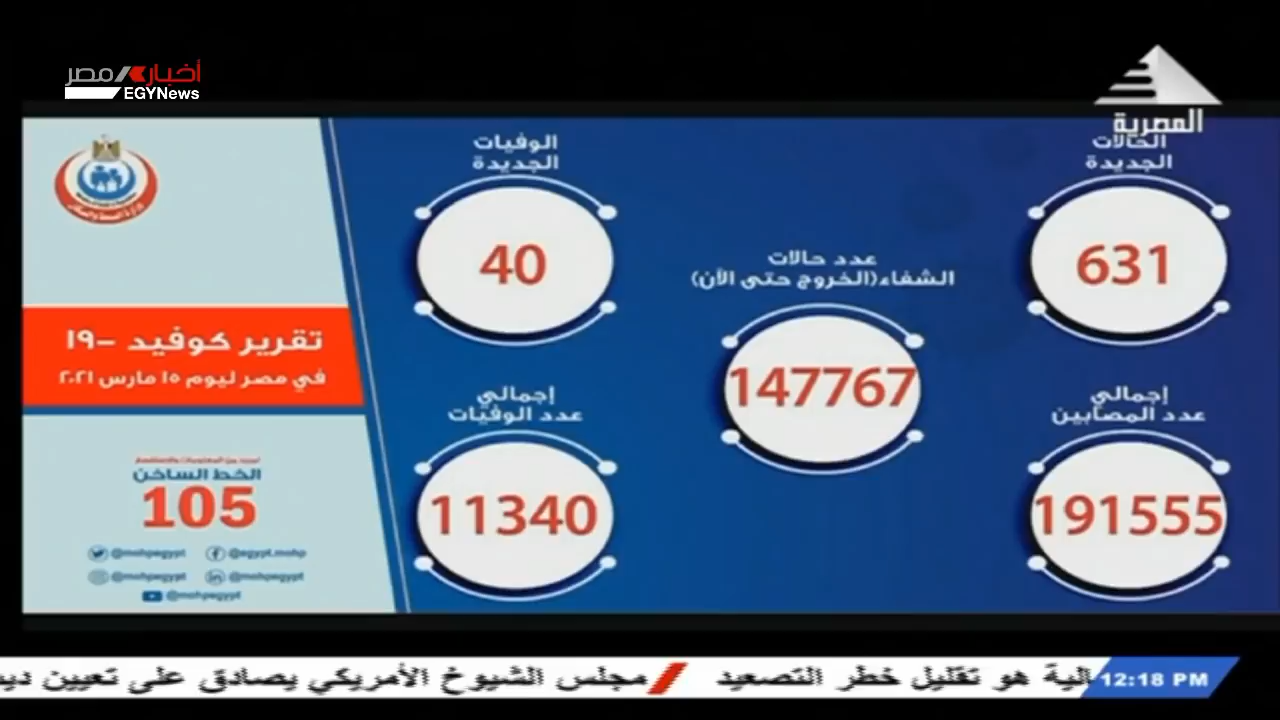 أخبار مصر
EGYNews
المصرية
الحالات
الجديدة
631
الوفيات
الجديدة
40
عدد حالات
الشفاء(الخروج حتى الآن)
147767
إجمالي
عدد المصابين
191555
إجمالي
عدد الوفيات
11340
تقرير كوفيد -١٩
في مصر ليوم ١٥ مارس ٢٠٢١
الخط الساخن
105
@mohpegypt @egypt.mohp
@mohpegypt @mohpegypt
@mohpegypt
الية هو تقليل خطر التصعيد مجلس الشيوخ الأمريكي يصادق على تعيين ديد
12:18 PM